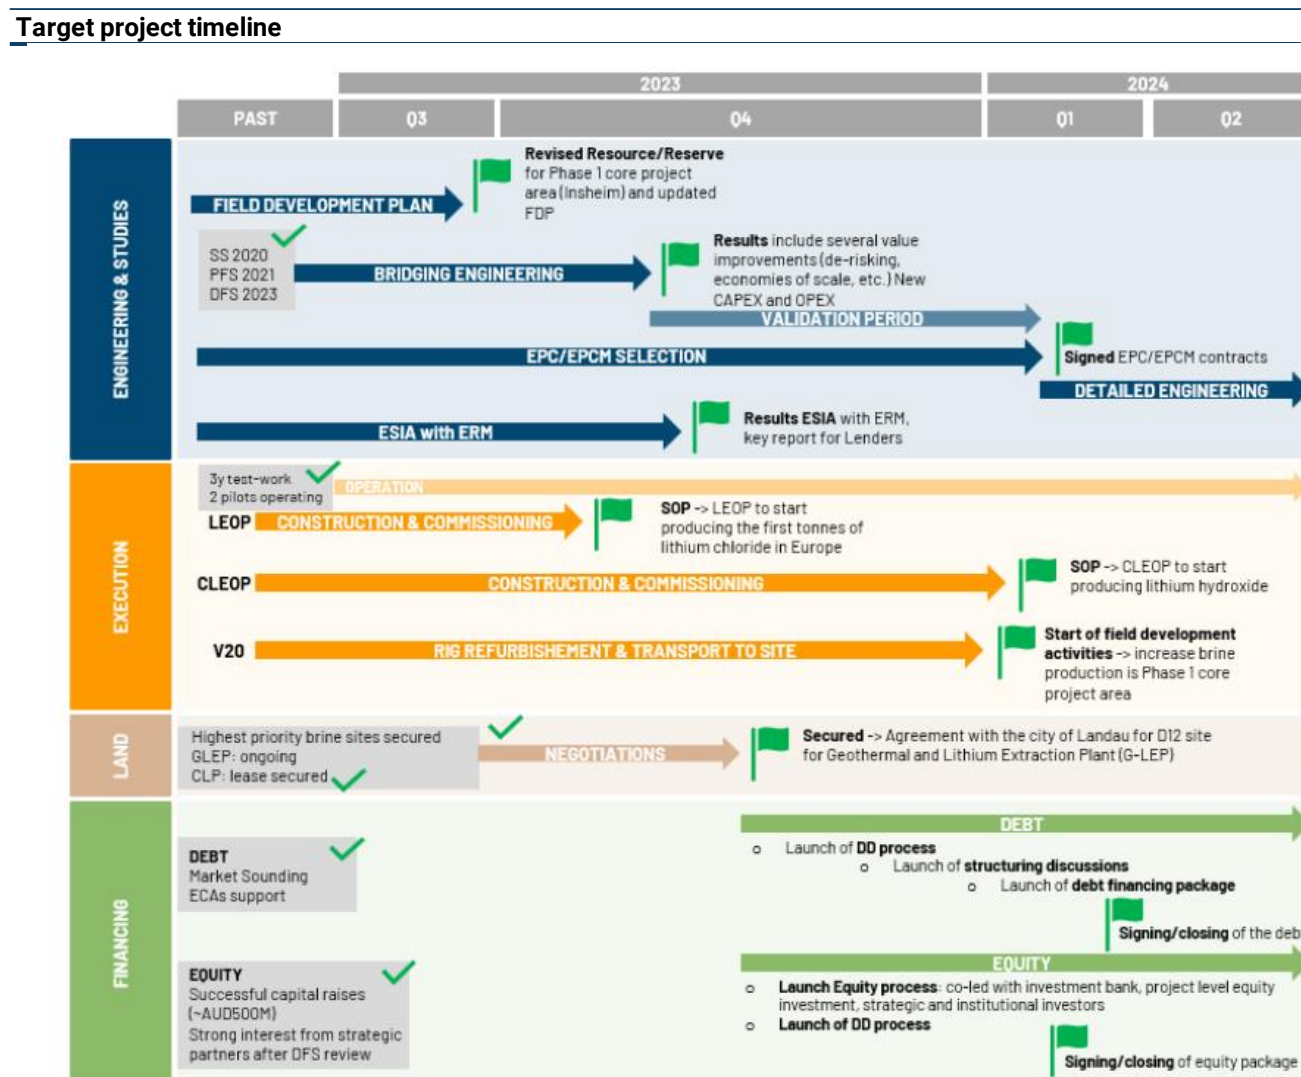 Target project timeline
2023
2024
PAST
Q3
Q4
Q1
Q2
ENGINEERING & STUDIES
FIELD DEVELOPMENT PLAN
Revised Resource/Reserve
for Phase 1 core project
area (Insheim) and updated
FDP
SS 2020
PFS 2021
DFS 2023
BRIDGING ENGINEERING
Results include several value
improvements (de-risking,
economies of scale, etc.) New
CAPEX and OPEX
VALIDATION PERIOD
EPC/EPCM SELECTION
Signed EPC/EPCM contracts
DETAILED ENGINEERING
ESIA with ERM
Results ESIA with ERM,
key report for Lenders
EXECUTION
3y test-work
2 pilots operating
OPERATION
LEOP
CONSTRUCTION & COMMISSIONING
SOP -> LEOP to start
producing the first tonnes of
lithium chloride in Europe
CLEOP
CONSTRUCTION & COMMISSIONING
SOP -> CLEOP to start
producing lithium hydroxide
V20
RIG REFURBISHEMENT & TRANSPORT TO SITE
Start of field development
activities -> increase brine
production is Phase 1 core
project area
LAND
Highest priority brine sites secured
GLEP: ongoing
CLP: lease secured
NEGOTIATIONS
Secured -> Agreement with the city of Landau for D12 site
for Geothermal and Lithium Extraction Plant (G-LEP)
FINANCING
DEBT
Market Sounding
ECAs support
DEBT
o Launch of DD process
o Launch of structuring discussions
o Launch of debt financing package
Signing/closing of the deb
EQUITY
Successful capital raises
(~AUD500M)
Strong interest from strategic
partners after DFS review
EQUITY
o Launch Equity process: co-led with investment bank, project level equity
investment, strategic and institutional investors
o Launch of DD process
Signing/closing of equity package